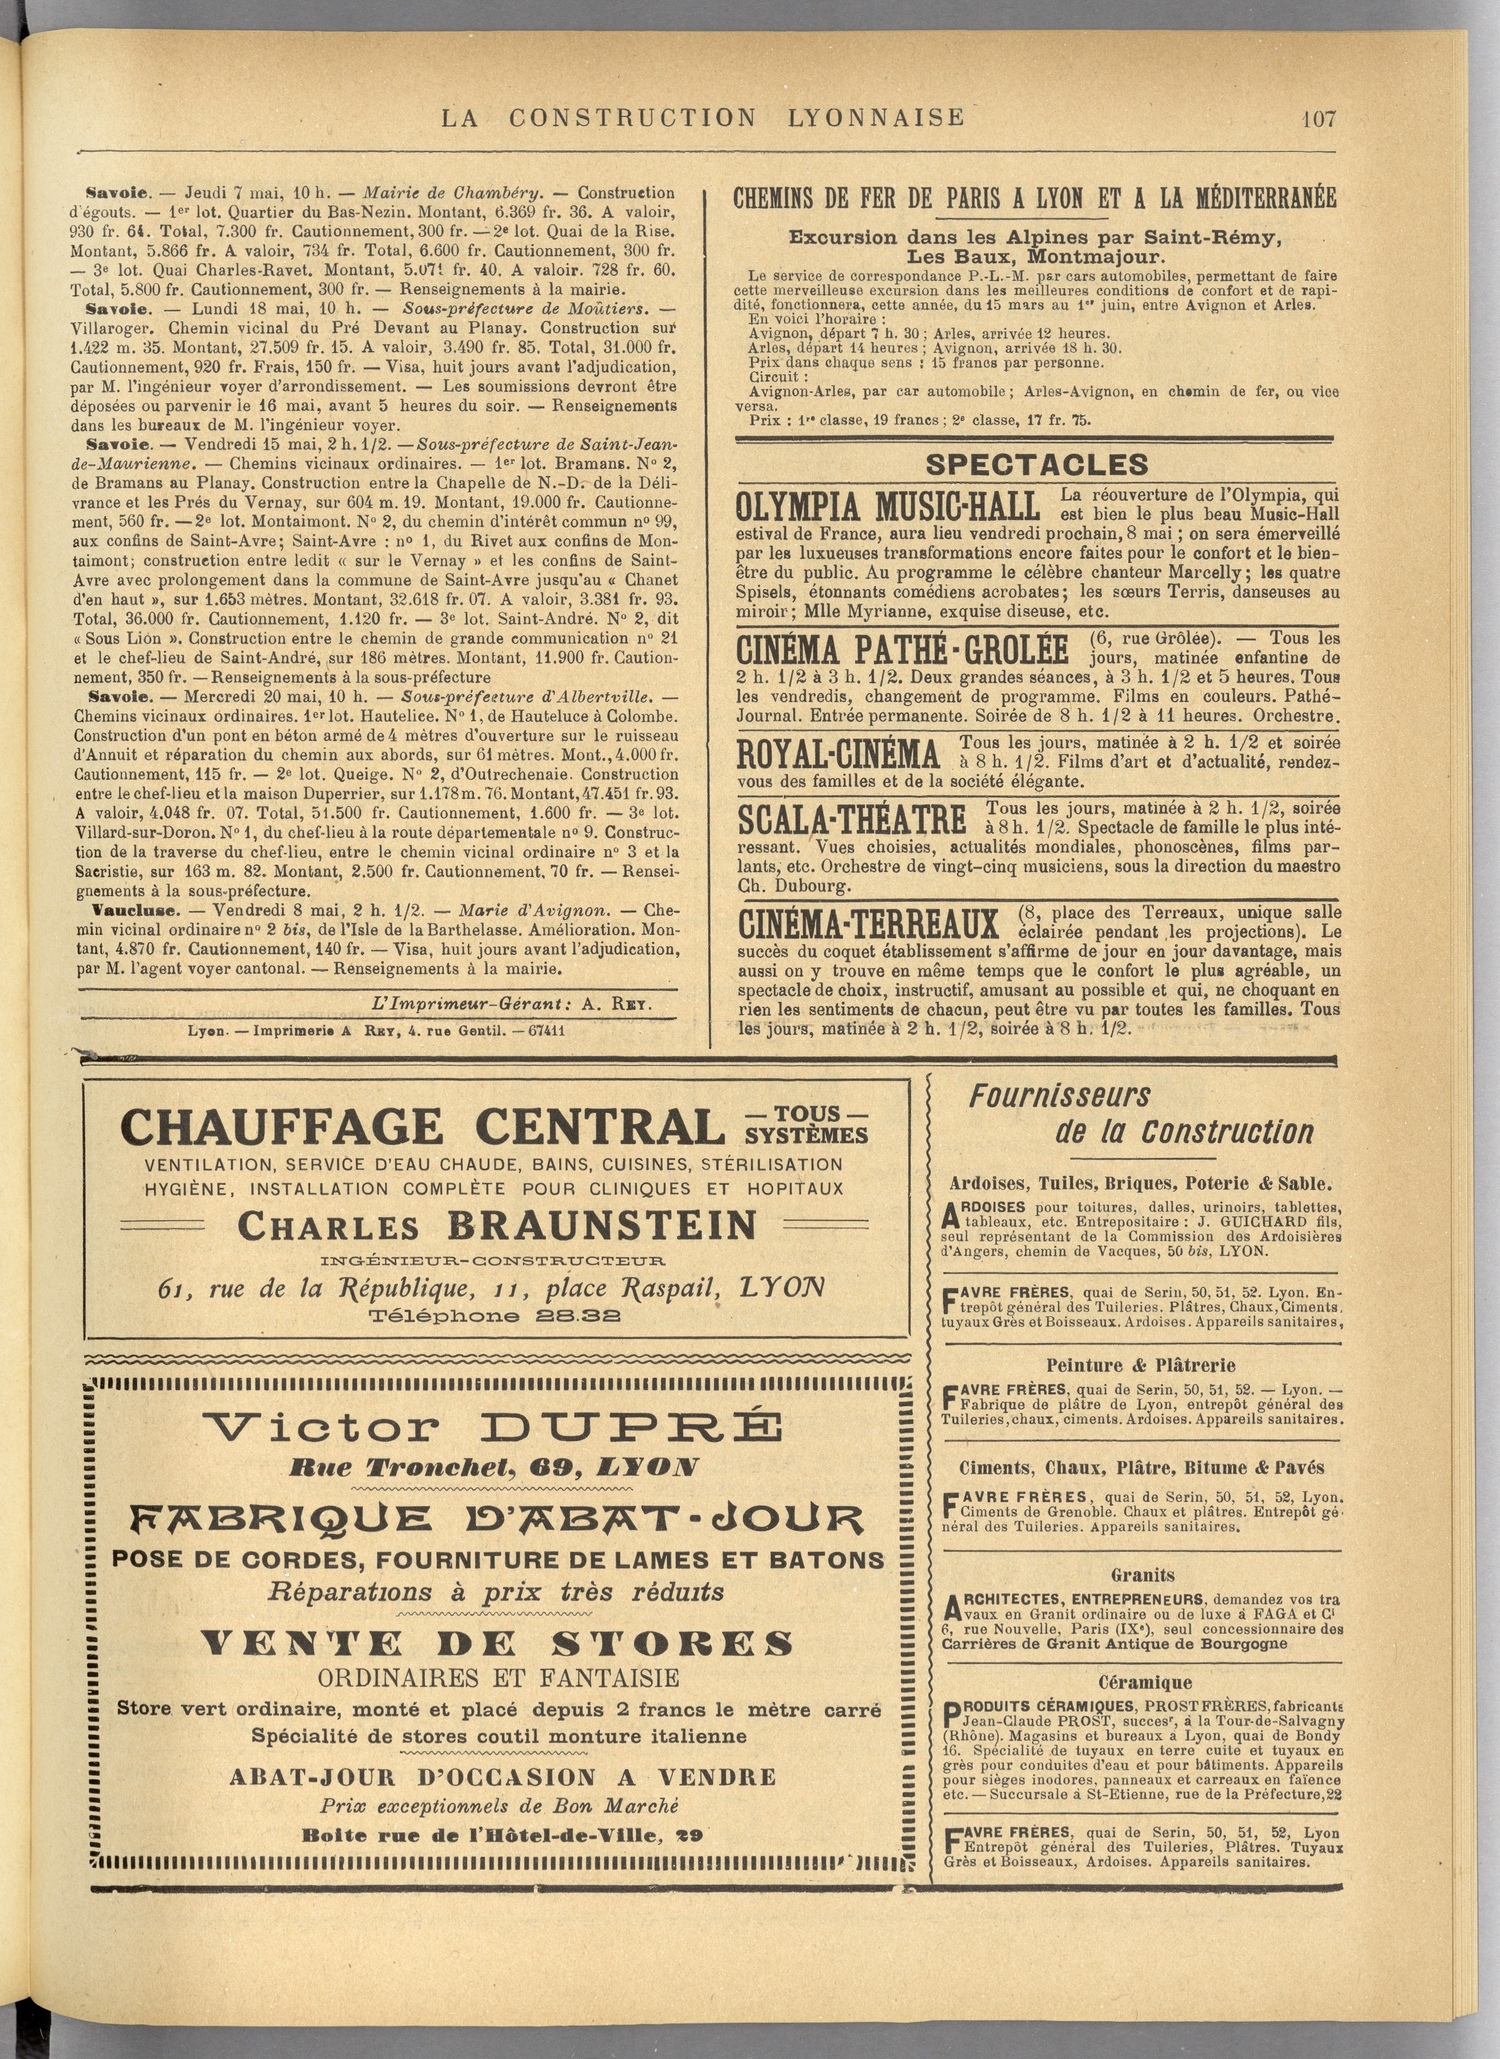 LA CONSTRUCTION LYONNAISE
107
Savoie. — Jeudi 7 mai, 10 h. — Mairie de Chambéry. — Construction
d'égouts. — 1er lot. Quartier du Bas-Nezin. Montant, 6.369 fr. 36. A valoir,
930 fr. 64. Total, 7.300 fr. Cautionnement, 300 fr. — 2e lot. Quai de la Rise.
Montant, 5.866 fr. A valoir, 734 fr. Total, 6.600 fr. Cautionnement, 300 fr.
— 3e lot. Quai Charles-Ravet. Montant, 5.071 fr. 40. A valoir. 728 fr. 60.
Total, 5.800 fr. Cautionnement, 300 fr. — Renseignements à la mairie.
Savoie. — Lundi 18 mai, 10 h. — Sous-préfecture de Moûtiers. —
Villaroger. Chemin vicinal du Pré Devant au Planay. Construction sur
1.422 m. 35. Montant, 27.509 fr. 15. A valoir, 3.490 fr. 85. Total, 31.000 fr.
Cautionnement, 920 fr. Frais, 150 fr. — Visa, huit jours avant l'adjudication,
par M. l'ingénieur voyer d'arrondissement. — Les soumissions devront être
déposées ou parvenir le 16 mai, avant 5 heures du soir. — Renseignements
dans les bureaux de M. l'ingénieur voyer.
Savoie. — Vendredi 15 mai, 2 h. 1/2. — Sous-préfecture de Saint-Jean-
de-Maurienne. — Chemins vicinaux ordinaires. — 1er lot. Bramans. No 2,
de Bramans au Planay. Construction entre la Chapelle de N.-D. de la Déli-
vrance et les Prés du Vernay, sur 604 m. 19. Montant, 19.000 fr. Cautionne-
ment, 560 fr. — 2e lot. Montaimont. No 2, du chemin d'intérêt commun no 99,
aux confins de Saint-Avre; Saint-Avre : no 1, du Rivet aux confins de Mon-
taimont; construction entre ledit « sur le Vernay » et les confins de Saint-
Avre avec prolongement dans la commune de Saint-Avre jusqu'au « Chanet
d'en haut », sur 1.653 mètres. Montant, 32.618 fr. 07. A valoir, 3.381 fr. 93.
Total, 36.000 fr. Cautionnement, 1.120 fr. — 3e lot. Saint-André. No 2, dit
« Sous Lion ». Construction entre le chemin de grande communication no 21
et le chef-lieu de Saint-André, sur 186 mètres. Montant, 11.900 fr. Caution-
nement, 350 fr. — Renseignements à la sous-préfecture
Savoie. — Mercredi 20 mai, 10 h. — Sous-préfecture d'Albertville. —
Chemins vicinaux ordinaires. 1er lot. Hautelice. No 1, de Hauteluce à Colombe.
Construction d'un pont en béton armé de 4 mètres d'ouverture sur le ruisseau
d'Annuit et réparation du chemin aux abords, sur 61 mètres. Mont., 4.000 fr.
Cautionnement, 115 fr. — 2e lot. Queige. No 2, d'Outrechenaie. Construction
entre le chef-lieu et la maison Duperrier, sur 1.178 m. 76. Montant, 47.451 fr. 93.
A valoir, 4.048 fr. 07. Total, 51.500 fr. Cautionnement, 1.600 fr. — 3e lot.
Villard-sur-Doron. No 1, du chef-lieu à la route départementale no 9. Construc-
tion de la traverse du chef-lieu, entre le chemin vicinal ordinaire no 3 et la
Sacristie, sur 163 m. 82. Montant, 2.500 fr. Cautionnement, 70 fr. — Rensei-
gnements à la sous-préfecture.
Vaucluse. — Vendredi 8 mai, 2 h. 1/2. — Marie d'Avignon. — Che-
min vicinal ordinaire no 2 bis, de l'Isle de la Barthelasse. Amélioration. Mon-
tant, 4.870 fr. Cautionnement, 140 fr. — Visa, huit jours avant l'adjudication,
par M. l'agent voyer cantonal. — Renseignements à la mairie.
L'Imprimeur-Gérant : A. REY.
Lyon. — Imprimerie A REY, 4. rue Gentil. — 67411
CHEMINS DE FER DE PARIS A LYON ET A LA MÉDITERRANÉE
Excursion dans les Alpines par Saint-Rémy,
Les Baux, Montmajour.
Le service de correspondance P.-L.-M. par cars automobiles, permettant de faire
cette merveilleuse excursion dans les meilleures conditions de confort et de rapi-
dité, fonctionnera, cette année, du 15 mars au 1er juin, entre Avignon et Arles.
En voici l'horaire :
Avignon, départ 7 h. 30 ; Arles, arrivée 12 heures.
Arles, départ 14 heures ; Avignon, arrivée 18 h. 30.
Prix dans chaque sens : 15 francs par personne.
Circuit :
Avignon-Arles, par car automobile ; Arles-Avignon, en chemin de fer, ou vice
versa.
Prix : 1re classe, 19 francs ; 2e classe, 17 fr. 75.
SPECTACLES
OLYMPIA MUSIC-HALL La réouverture de l'Olympia, qui
est bien le plus beau Music-Hall
estival de France, aura lieu vendredi prochain, 8 mai ; on sera émerveillé
par les luxueuses transformations encore faites pour le confort et le bien-
être du public. Au programme le célèbre chanteur Marcelly ; les quatre
Spisels, étonnants comédiens acrobates ; les sœurs Terris, danseuses au
miroir ; Mlle Myrianne, exquise diseuse, etc.
CINÉMA PATHÉ-GROLÉE (6, rue Grôlée). — Tous les
jours, matinée enfantine de
2 h. 1/2 à 3 h. 1/2. Deux grandes séances, à 3 h. 1/2 et 5 heures. Tous
les vendredis, changement de programme. Films en couleurs. Pathé-
Journal. Entrée permanente. Soirée de 8 h. 1/2 à 11 heures. Orchestre.
ROYAL-CINÉMA Tous les jours, matinée à 2 h. 1/2 et soirée
à 8 h. 1/2. Films d'art et d'actualité, rendez-
vous des familles et de la société élégante.
SCALA-THÉATRE Tous les jours, matinée à 2 h. 1/2, soirée
à 8 h. 1/2. Spectacle de famille le plus inté-
ressant. Vues choisies, actualités mondiales, phonoscènes, films par-
lants, etc. Orchestre de vingt-cinq musiciens, sous la direction du maestro
Ch. Dubourg.
CINÉMA-TERREAUX (8, place des Terreaux, unique salle
éclairée pendant les projections). Le
succès du coquet établissement s'affirme de jour en jour davantage, mais
aussi on y trouve en même temps que le confort le plus agréable, un
spectacle de choix, instructif, amusant au possible et qui, ne choquant en
rien les sentiments de chacun, peut être vu par toutes les familles. Tous
les jours, matinée à 2 h. 1/2, soirée à 8 h. 1/2.
CHAUFFAGE CENTRAL — TOUS —
SYSTÈMES
VENTILATION, SERVICE D'EAU CHAUDE, BAINS, CUISINES, STÉRILISATION
HYGIÈNE, INSTALLATION COMPLÈTE POUR CLINIQUES ET HOPITAUX
CHARLES BRAUNSTEIN
INGÉNIEUR-CONSTRUCTEUR
61, rue de la République, 11, place Raspail, LYON
Téléphone 28.32
Victor DUPRÉ
Rue Tronchet, 69, LYON
FABRIQUE D'ABAT-JOUR
POSE DE CORDES, FOURNITURE DE LAMES ET BATONS
Réparations à prix très réduits
VENTE DE STORES
ORDINAIRES ET FANTAISIE
Store vert ordinaire, monté et placé depuis 2 francs le mètre carré
Spécialité de stores coutil monture italienne
ABAT-JOUR D'OCCASION A VENDRE
Prix exceptionnels de Bon Marché
Boîte rue de l'Hôtel-de-Ville, 29
Fournisseurs
de la Construction
Ardoises, Tuiles, Briques, Poterie & Sable.
ARDOISES pour toitures, dalles, urinoirs, tablettes,
tableaux, etc. Entrepositaire : J. GUICHARD fils,
seul représentant de la Commission des Ardoisières
d'Angers, chemin de Vacques, 50 bis, LYON.
FAVRE FRÈRES, quai de Serin, 50, 51, 52. Lyon. En-
trepôt général des Tuileries. Plâtres, Chaux, Ciments,
tuyaux Grès et Boisseaux. Ardoises. Appareils sanitaires,
Peinture & Plâtrerie
FAVRE FRÈRES, quai de Serin, 50, 51, 52. — Lyon. —
Fabrique de plâtre de Lyon, entrepôt général des
Tuileries, chaux, ciments. Ardoises. Appareils sanitaires.
Ciments, Chaux, Plâtre, Bitume & Pavés
FAVRE FRÈRES, quai de Serin, 50, 51, 52, Lyon.
Ciments de Grenoble. Chaux et plâtres. Entrepôt gé-
néral des Tuileries. Appareils sanitaires.
Granits
ARCHITECTES, ENTREPRENEURS, demandez vos tra
vaux en Granit ordinaire ou de luxe à FAGA et Ci
6, rue Nouvelle, Paris (IXe), seul concessionnaire des
Carrières de Granit Antique de Bourgogne
Céramique
PRODUITS CÉRAMIQUES, PROST FRÈRES, fabricants
Jean-Claude PROST, succesr, à la Tour-de-Salvagny
(Rhône). Magasins et bureaux à Lyon, quai de Bondy
16. Spécialité de tuyaux en terre cuite et tuyaux en
grès pour conduites d'eau et pour bâtiments. Appareils
pour sièges inodores, panneaux et carreaux en faïence
etc. — Succursale à St-Etienne, rue de la Préfecture, 22
FAVRE FRÈRES, quai de Serin, 50, 51, 52, Lyon
Entrepôt général des Tuileries, Plâtres. Tuyaux
Grès et Boisseaux, Ardoises. Appareils sanitaires.